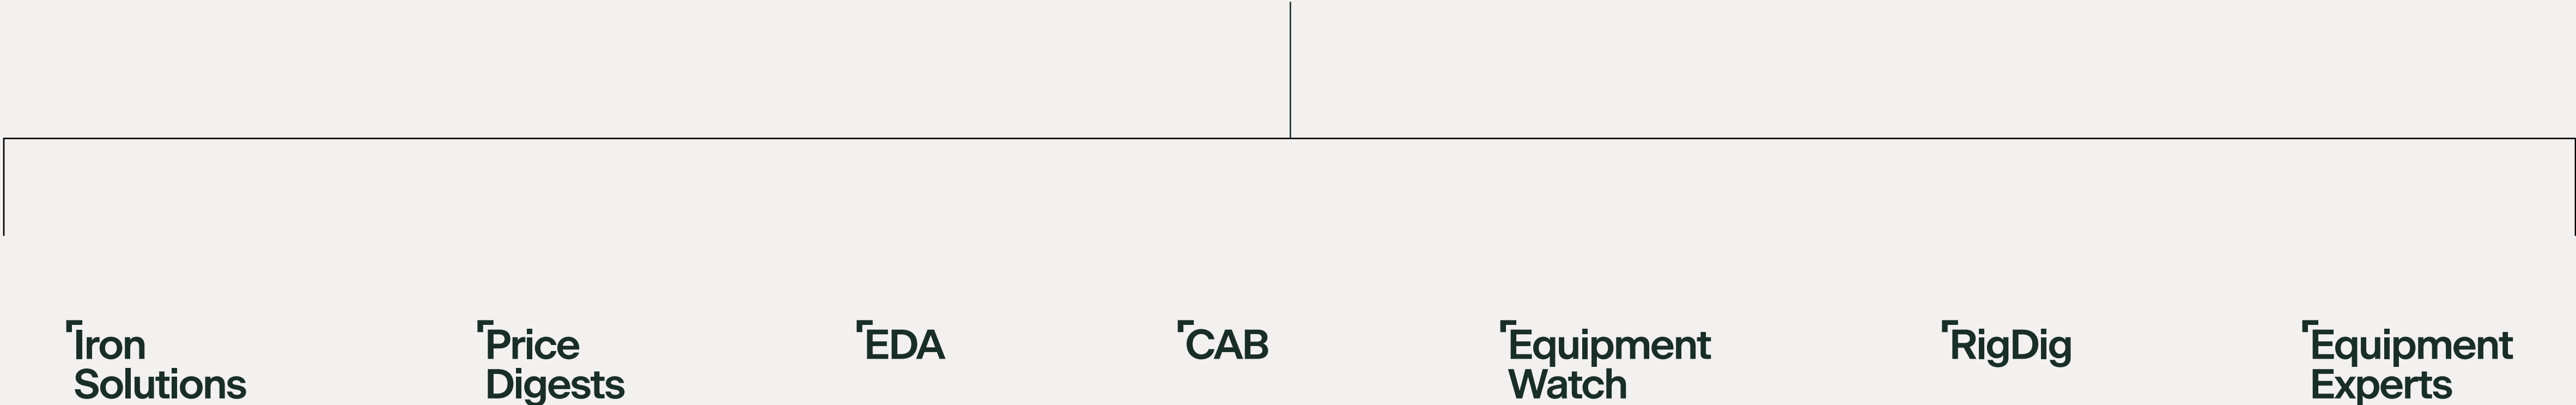 Iron
Solutions
Price
Digests
EDA
CAB
Equipment
Watch
RigDig
Equipment
Experts